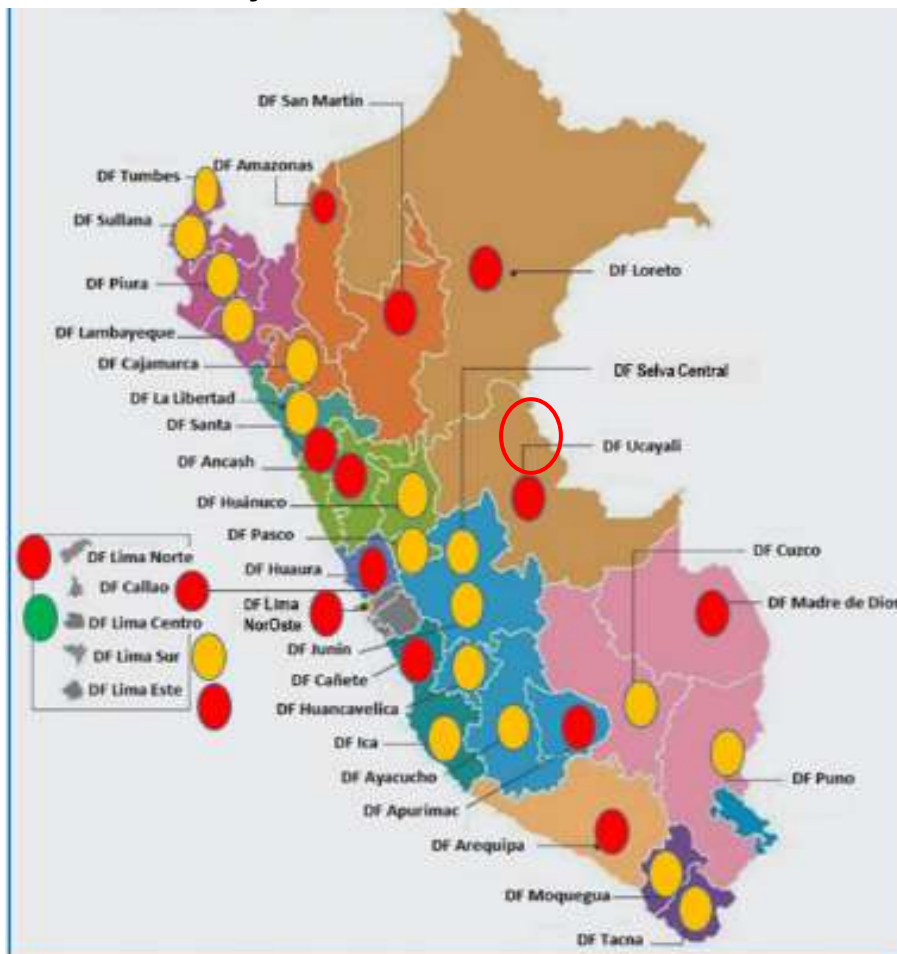 DF San Martin
DF Amazonas
DF Tumbes
DF Sullana
DF Loreto
DF Piura
DF Lambayeque
DF Cajamarca
DF Selva Central
DF La Libertad
DF Santa
DF Ucayali
DF Ancash
DF Huánuco
DF Pasco
DF Cuzco
DF Lima Norte
DF Huaura
DF Callao
DF Madre de Dios
DF Lima
NorOste
DF Lima Centro
DF Junin
DF Lima Sur
DF Cañete
DF Lima Este
DF Huancavelica
DF Ica
DF Ayacucho
DF Puno
DF Apurimac
DF Arequipa
DF Moquegua
DF Tacna